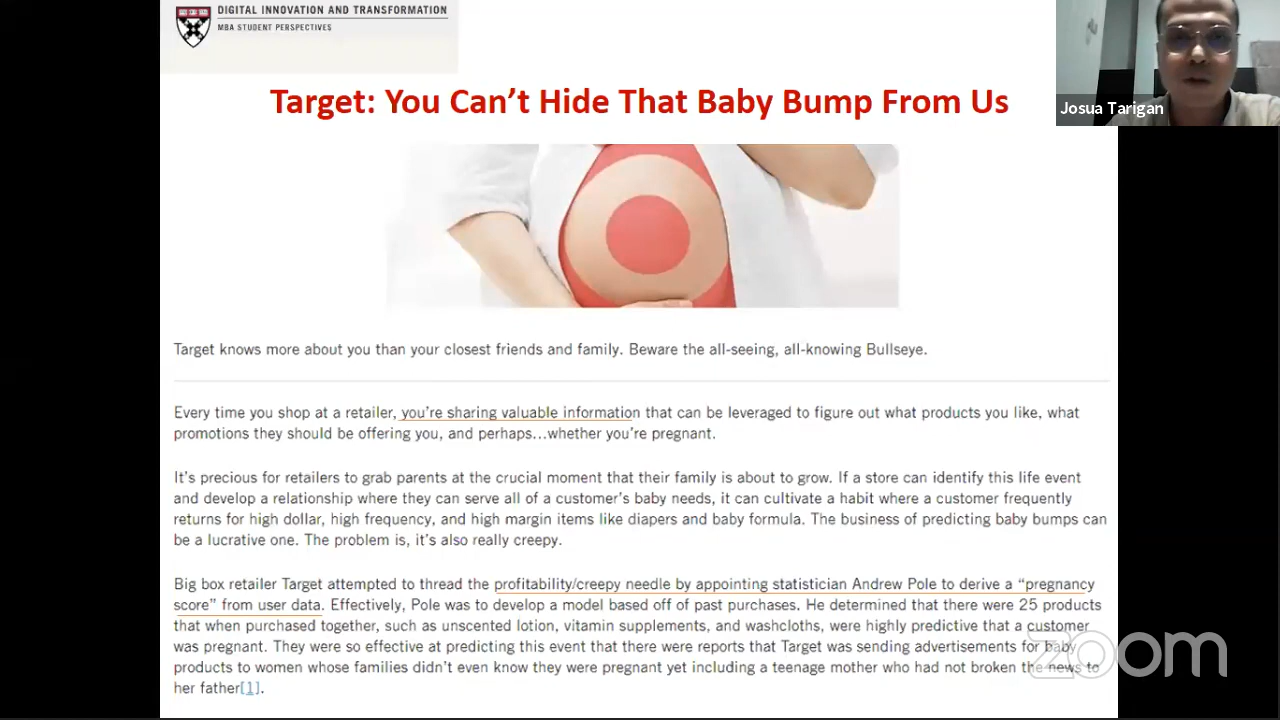 DIGITAL INNOVATION AND TRANSFORMATION
MBA STUDENT PERSPECTIVES
Target: You Can’t Hide That Baby Bump From Us
Josua Tarigan
Target knows more about you than your closest friends and family. Beware the all-seeing, all-knowing Bullseye.
Every time you shop at a retailer, you’re sharing valuable information that can be leveraged to figure out what products you like, what
promotions they should be offering you, and perhaps…whether you’re pregnant.
It’s precious for retailers to grab parents at the crucial moment that their family is about to grow. If a store can identify this life event
and develop a relationship where they can serve all of a customer’s baby needs, it can cultivate a habit where a customer frequently
returns for high dollar, high frequency, and high margin items like diapers and baby formula. The business of predicting baby bumps can
be a lucrative one. The problem is, it’s also really creepy.
Big box retailer Target attempted to thread the profitability/creepy needle by appointing statistician Andrew Pole to derive a “pregnancy
score” from user data. Effectively, Pole was to develop a model based off of past purchases. He determined that there were 25 products
that when purchased together, such as unscented lotion, vitamin supplements, and washcloths, were highly predictive that a customer
was pregnant. They were so effective at predicting this event that there were reports that Target was sending advertisements for baby
products to women whose families didn’t even know they were pregnant yet including a teenage mother who had not broken the news to
her father[1].
zoom